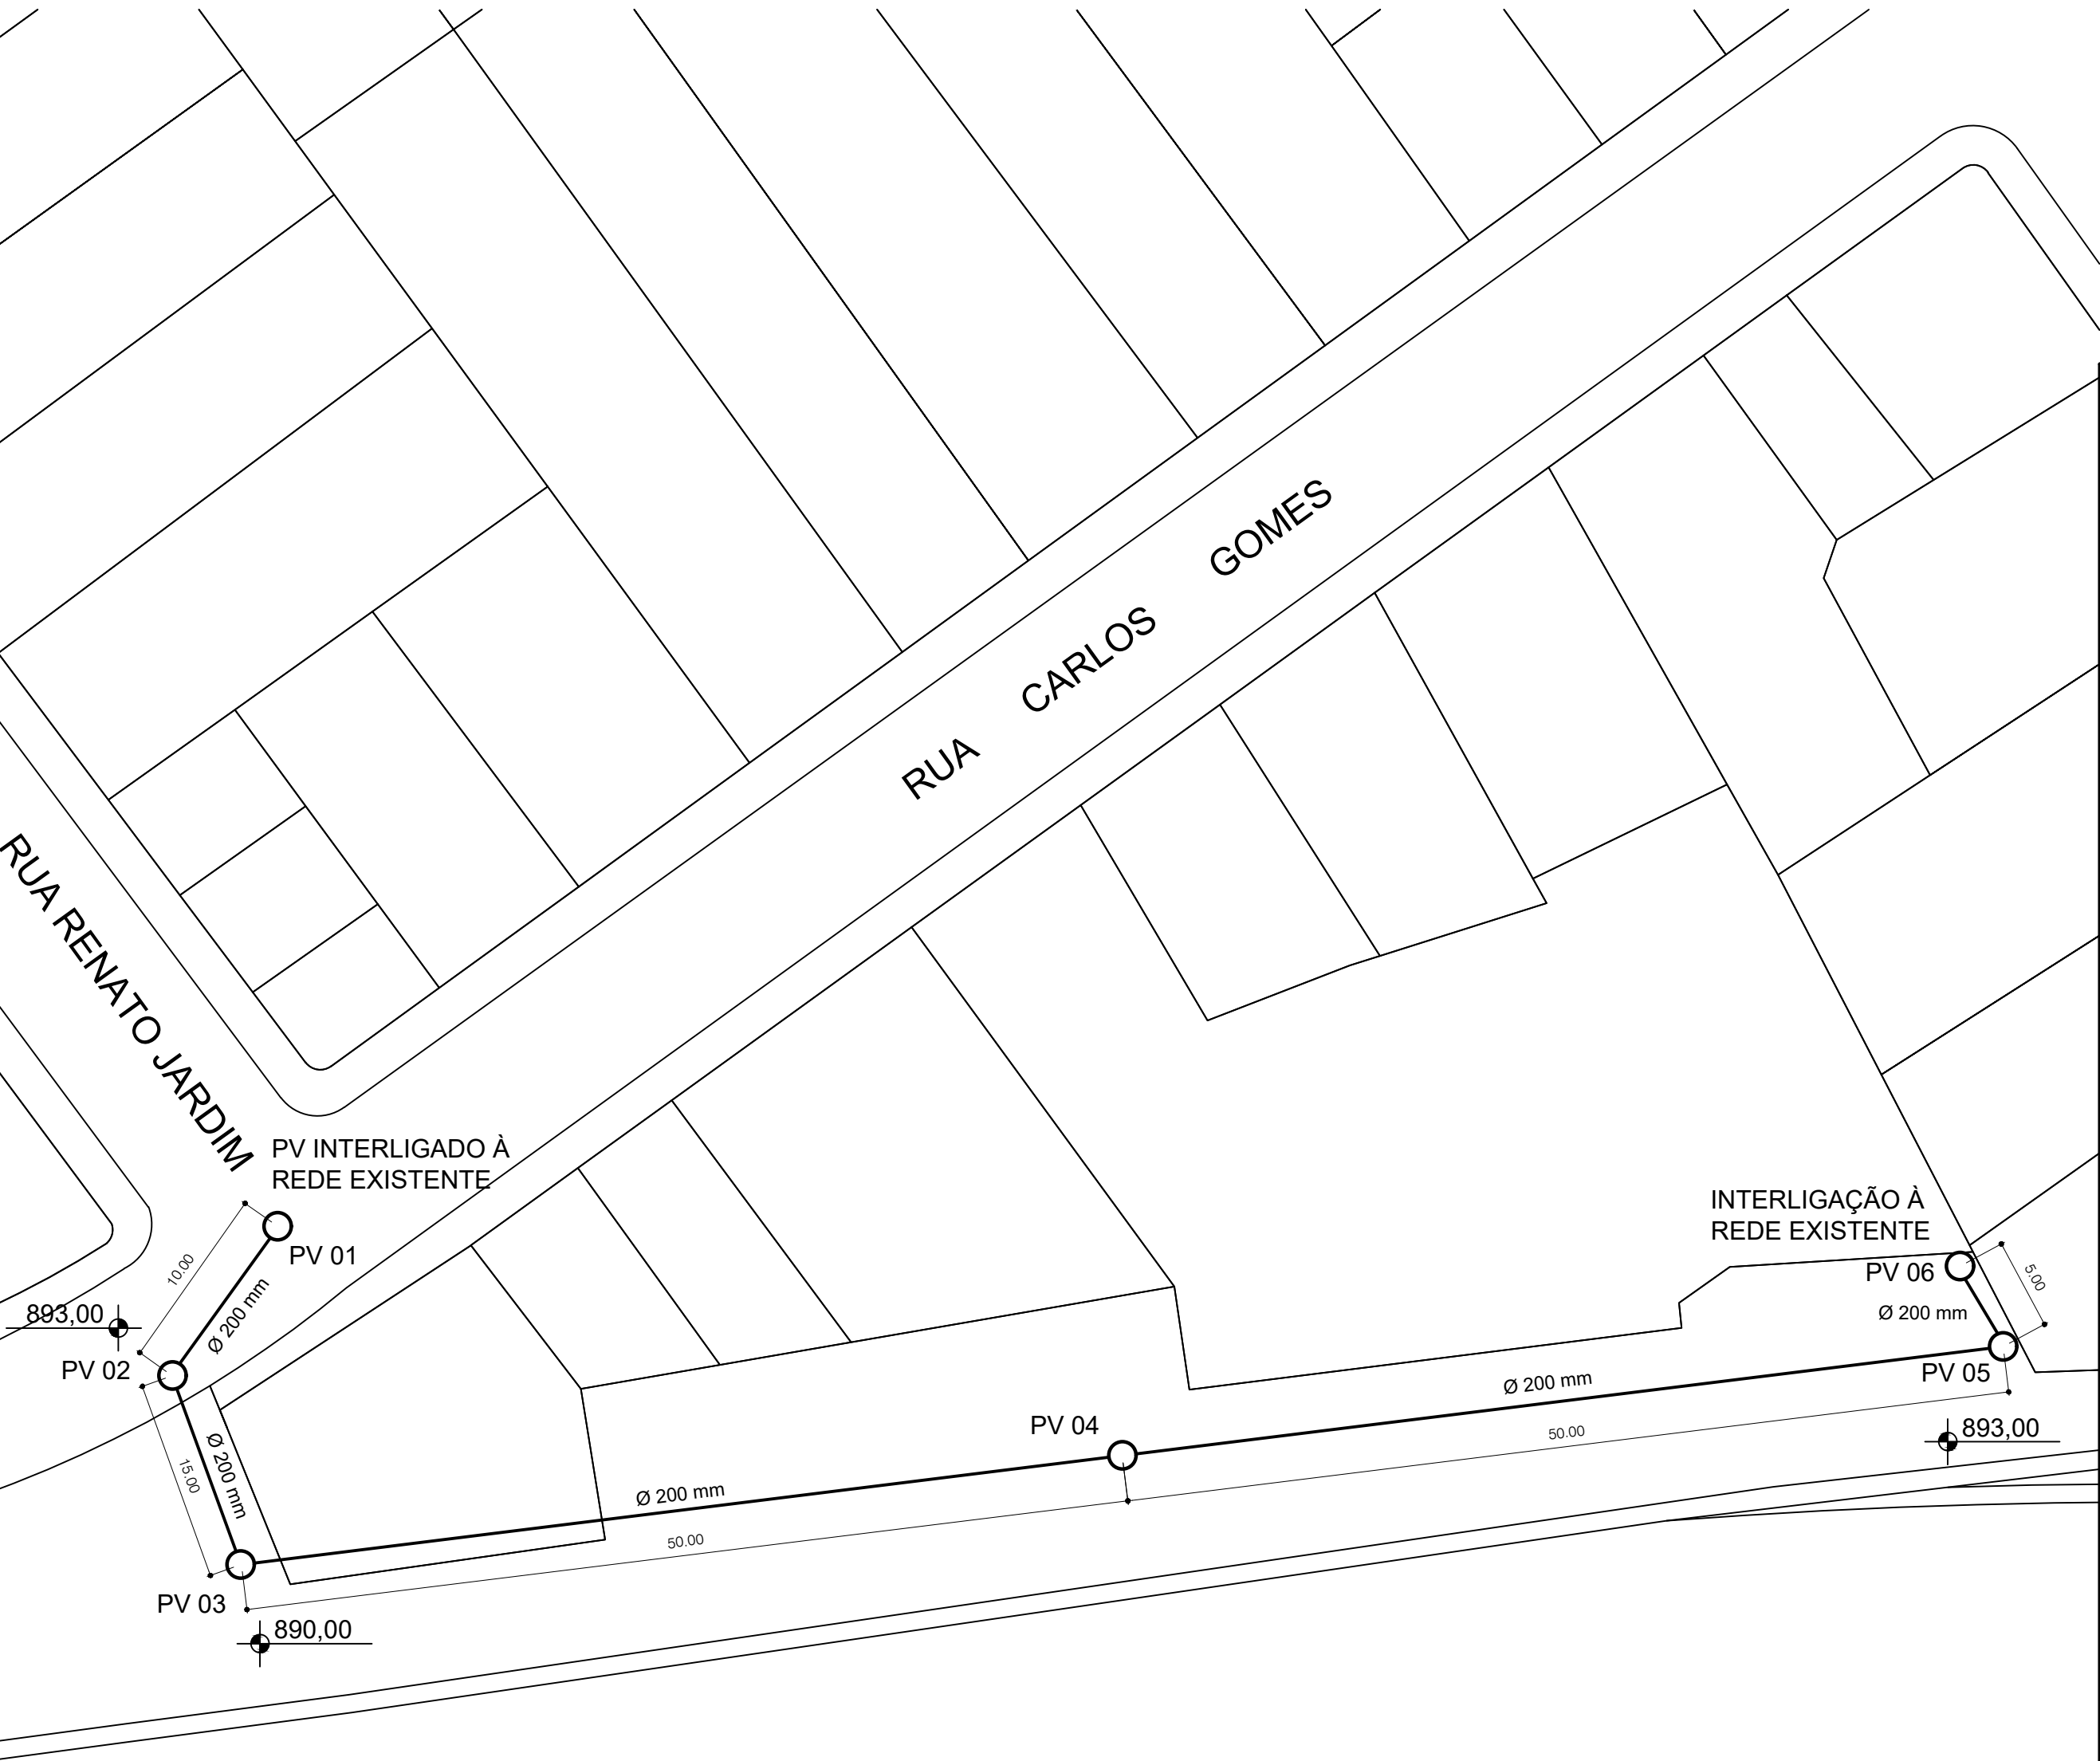 RUA CARLOS GOMES
RUA RENATO JARDIM
PV INTERLIGADO À
REDE EXISTENTE
PV 01
10.00
Ø 200 mm
893,00
PV 02
15.00
Ø 200 mm
PV 03
890,00
Ø 200 mm
50.00
PV 04
Ø 200 mm
50.00
INTERLIGAÇÃO À
REDE EXISTENTE
PV 06
5.00
Ø 200 mm
PV 05
893,00